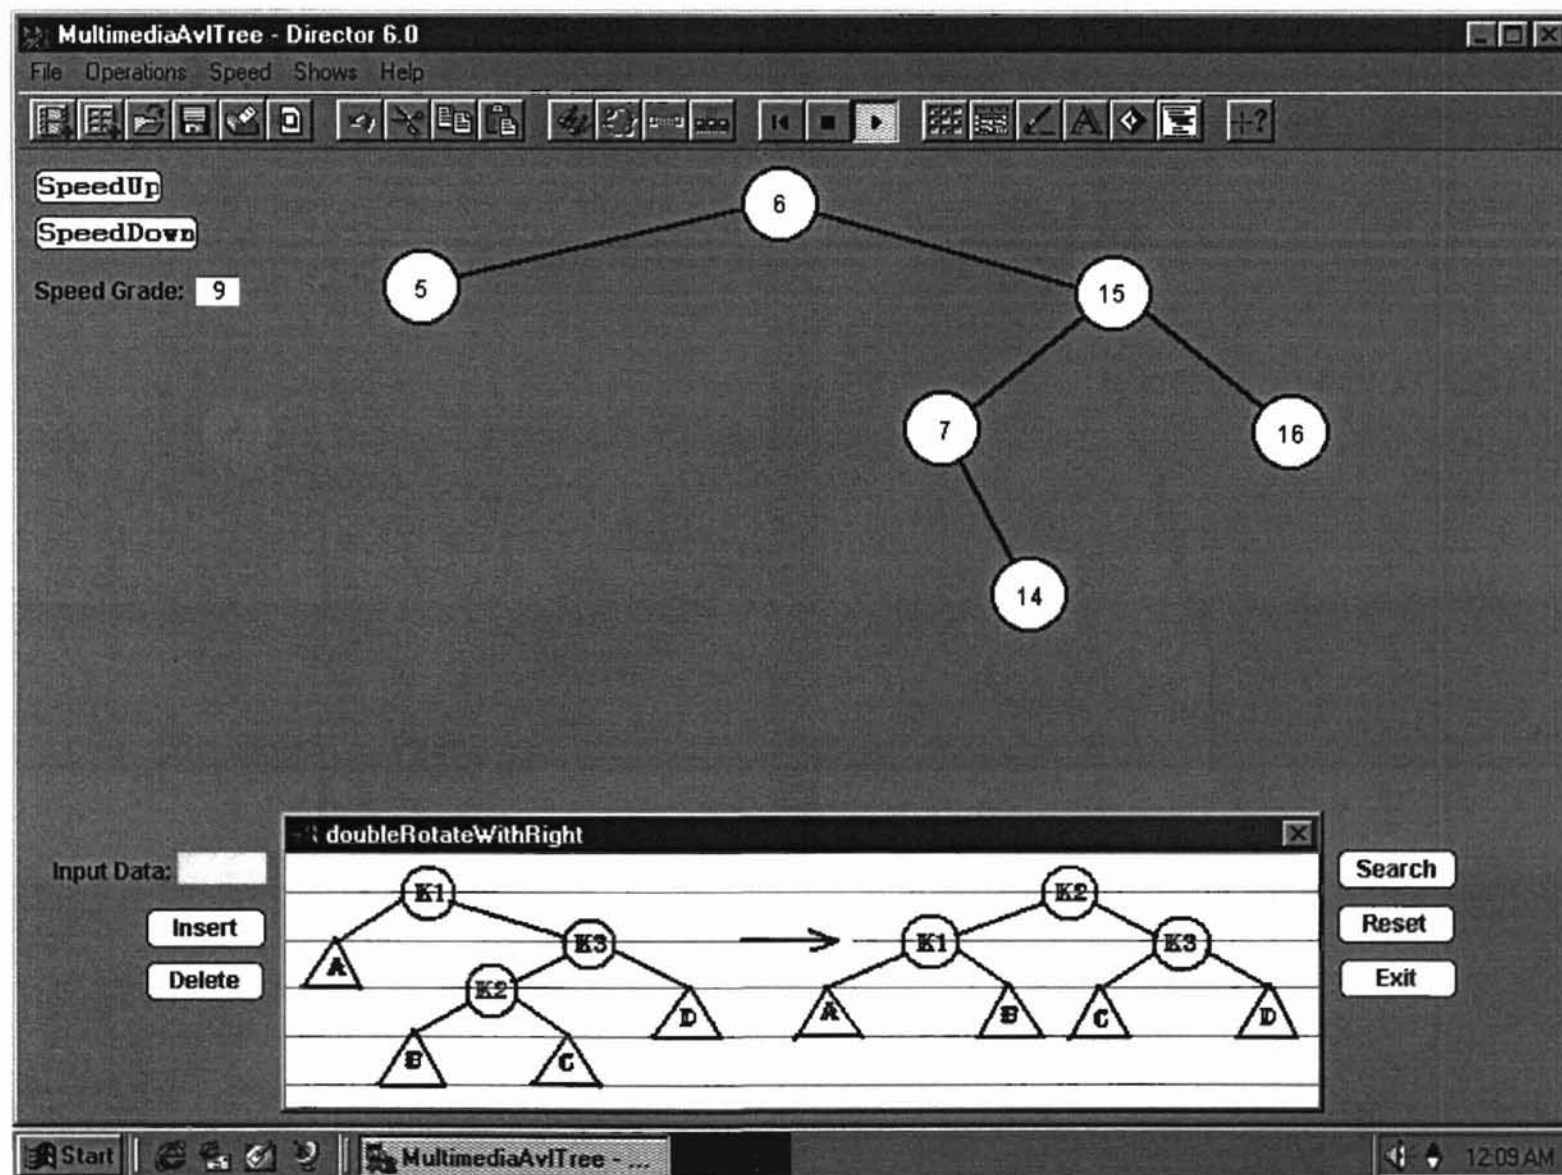 MultimediaAvlTree - Director 6.0
File Operations Speed Shows Help
SpeedUp
SpeedDown
Speed Grade: 9
6
5
15
7
16
14
doubleRotateWithRight
Input Data:
Insert
Delete
K1
K3
A
K2
D
B
C
K2
K1
K3
A
B
C
D
Search
Reset
Exit
Start
MultimediaAvlTree - ...
12:09 AM